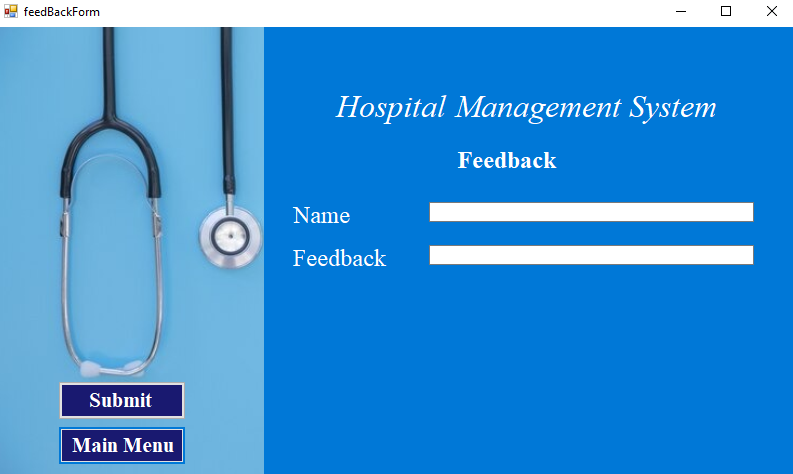 feedBackForm
Hospital Management System
Feedback
Name
Feedback
Submit
Main Menu